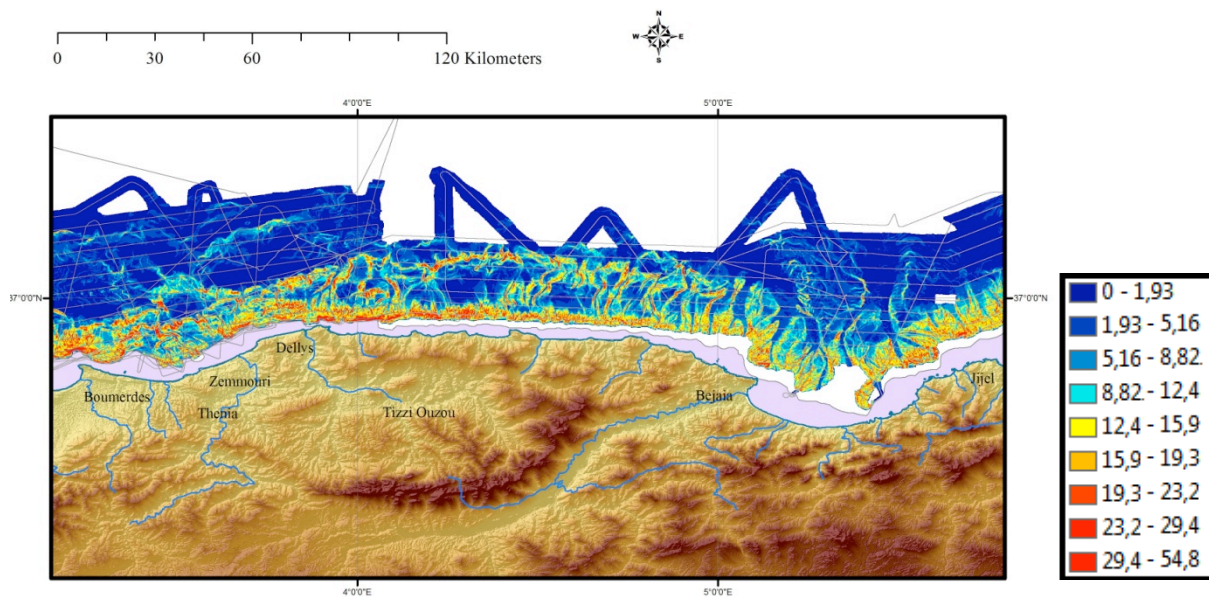 N
W E
S
0 30 60 120 Kilometers
4°0'0"E 5°0'0"E
37°0'0"N 37°0'0"N
Dellys
Zemmouri
Boumerdes
Thenia
Tizzi Ouzou
Bejaia
Jijel
4°0'0"E 5°0'0"E
0 - 1,93
1,93 - 5,16
5,16 - 8,82
8,82 - 12,4
12,4 - 15,9
15,9 - 19,3
19,3 - 23,2
23,2 - 29,4
29,4 - 54,8